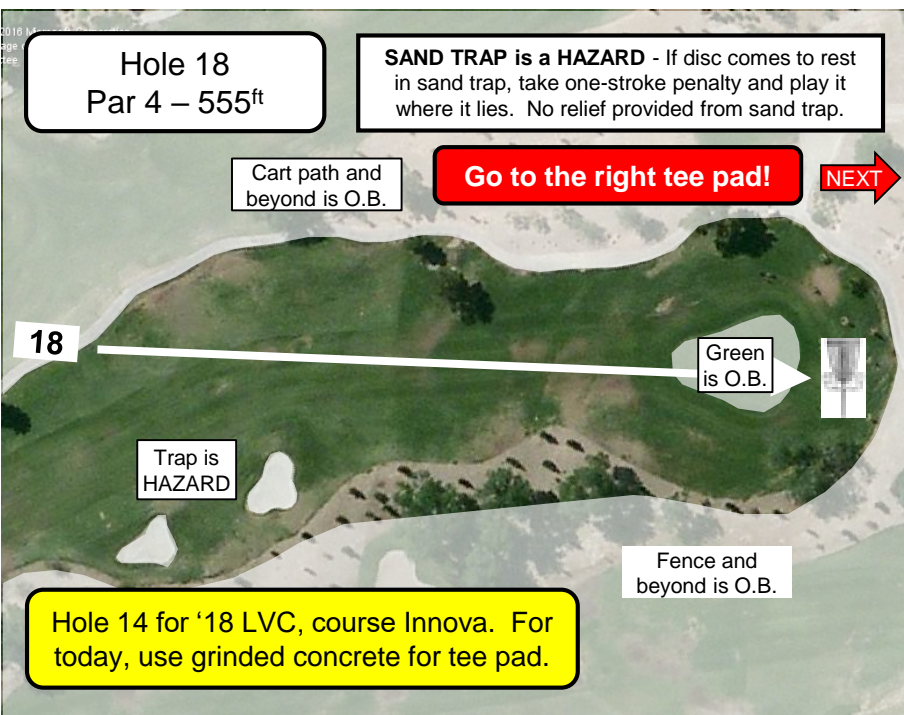 2016 M
Hole 18
Par 4 – 555ft
SAND TRAP is a HAZARD - If disc comes to rest
in sand trap, take one-stroke penalty and play it
where it lies. No relief provided from sand trap.
Cart path and
beyond is O.B.
Go to the right tee pad!
NEXT
18
Green
is O.B.
Trap is
HAZARD
Fence and
beyond is O.B.
Hole 14 for ‘18 LVC, course Innova. For
today, use grinded concrete for tee pad.